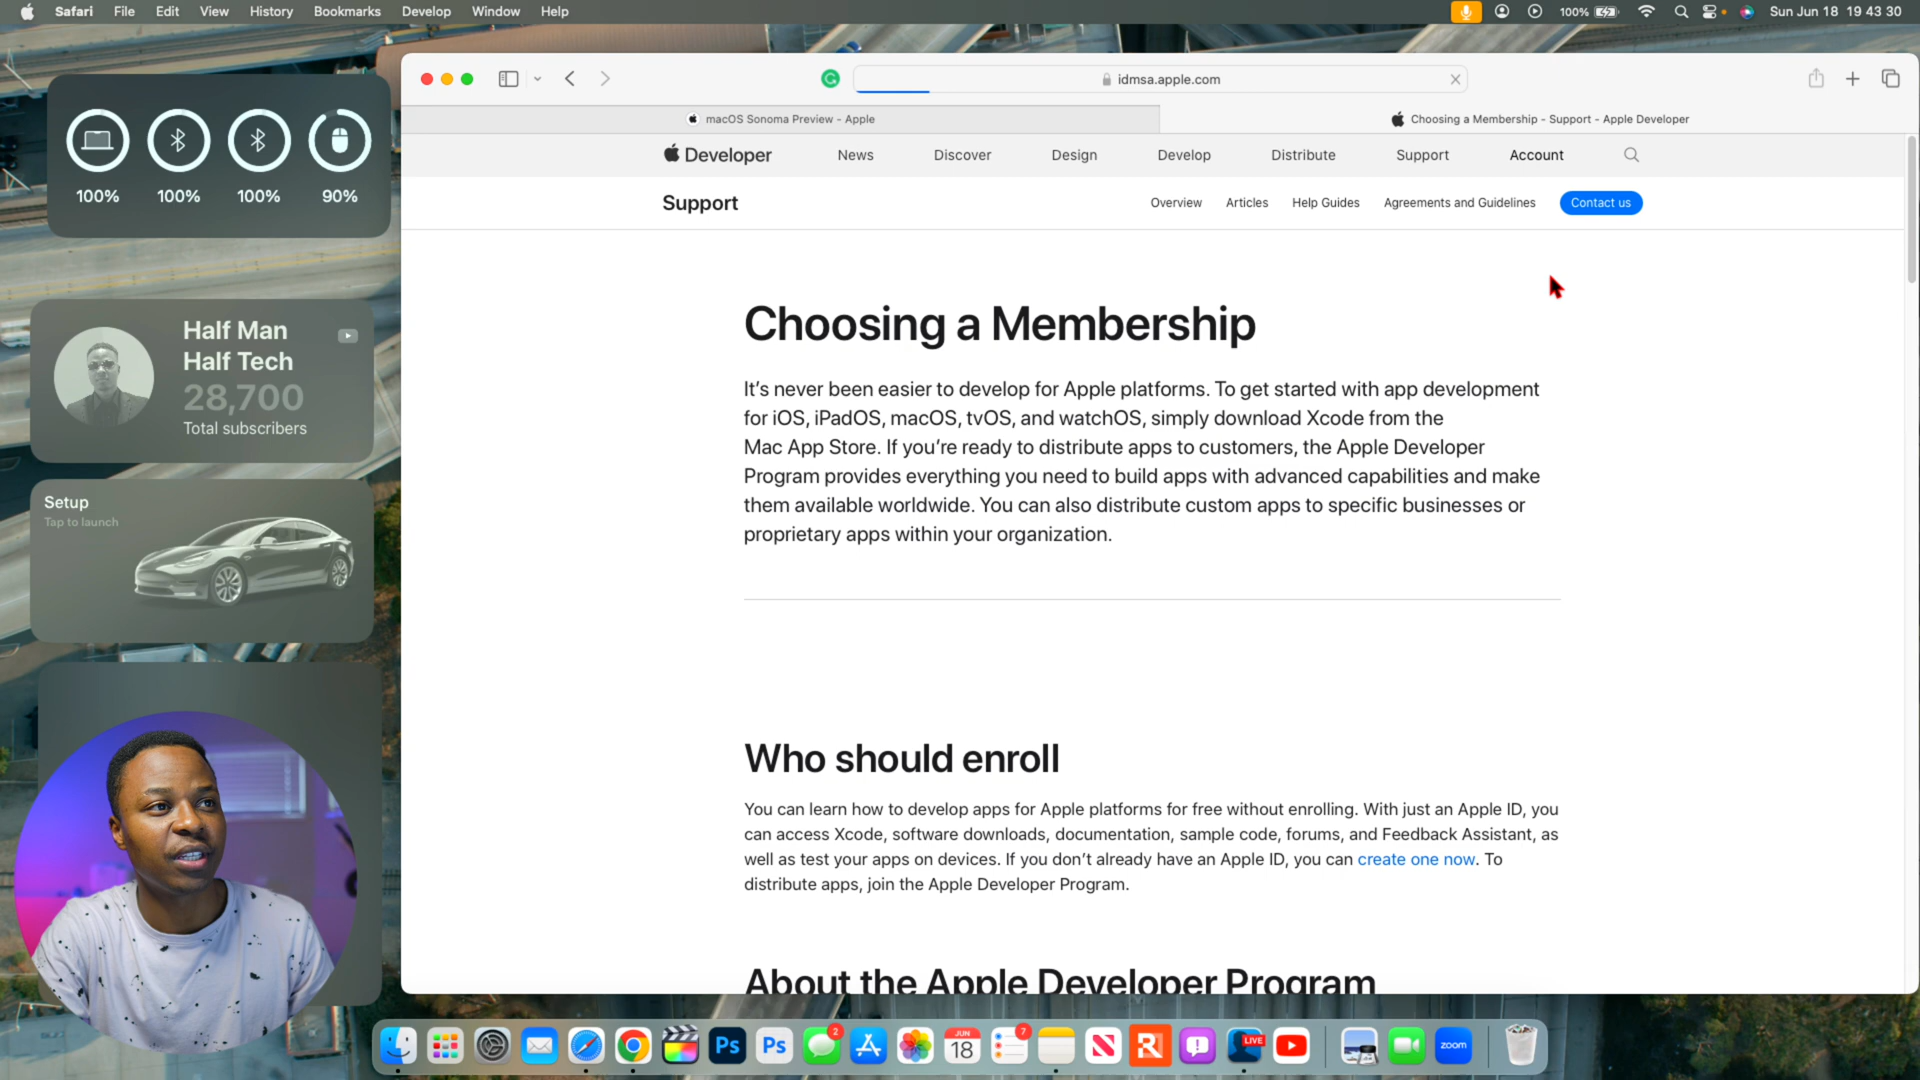 Safari File Edit View History Bookmarks Develop Window Help
100% Sun Jun 18 19 43 30
100% 100% 100% 90%
Half Man
Half Tech
28,700
Total subscribers
Setup
Tap to launch
idmsa.apple.com
macOS Sonoma Preview - Apple
Choosing a Membership - Support - Apple Developer
Developer News Discover Design Develop Distribute Support Account
Support Overview Articles Help Guides Agreements and Guidelines Contact us
Choosing a Membership
It's never been easier to develop for Apple platforms. To get started with app development
for iOS, iPadOS, macOS, tvOS, and watchOS, simply download Xcode from the
Mac App Store. If you're ready to distribute apps to customers, the Apple Developer
Program provides everything you need to build apps with advanced capabilities and make
them available worldwide. You can also distribute custom apps to specific businesses or
proprietary apps within your organization.
Who should enroll
You can learn how to develop apps for Apple platforms for free without enrolling. With just an Apple ID, you
can access Xcode, software downloads, documentation, sample code, forums, and Feedback Assistant, as
well as test your apps on devices. If you don't already have an Apple ID, you can create one now. To
distribute apps, join the Apple Developer Program.
About the Apple Developer Program
Ps Ps 2 JUN 18 7 N R LIVE zoom